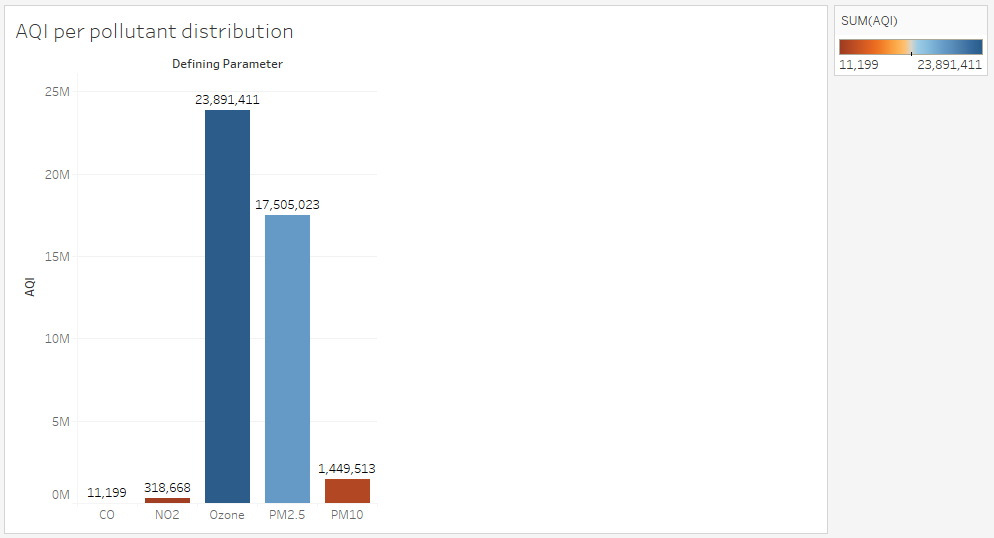 AQI per pollutant distribution
Defining Parameter
25M
20M
15M
10M
5M
0M
AQI
23,891,411
17,505,023
1,449,513
318,668
11,199
CO NO2 Ozone PM2.5 PM10
SUM(AQI)
11,199 23,891,411